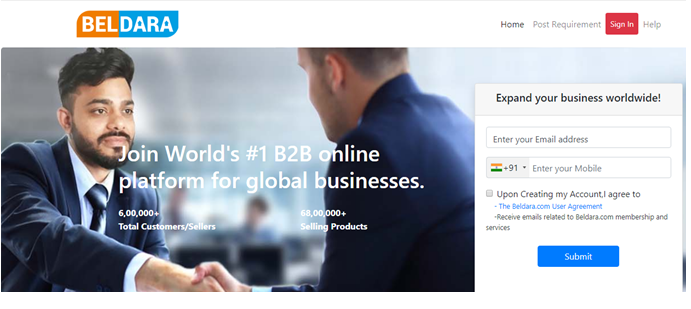 BELDARA
Home Post Requirement Sign In Help
Expand your business worldwide!
Enter your Email address
+91 Enter your Mobile
Upon Creating my Account,I agree to
- The Beldara.com User Agreement
-Receive emails related to Beldara.com membership and
services
Submit
Join World's #1 B2B online
platform for global businesses.
6,00,000+ 68,00,000+
Total Customers/Sellers Selling Products